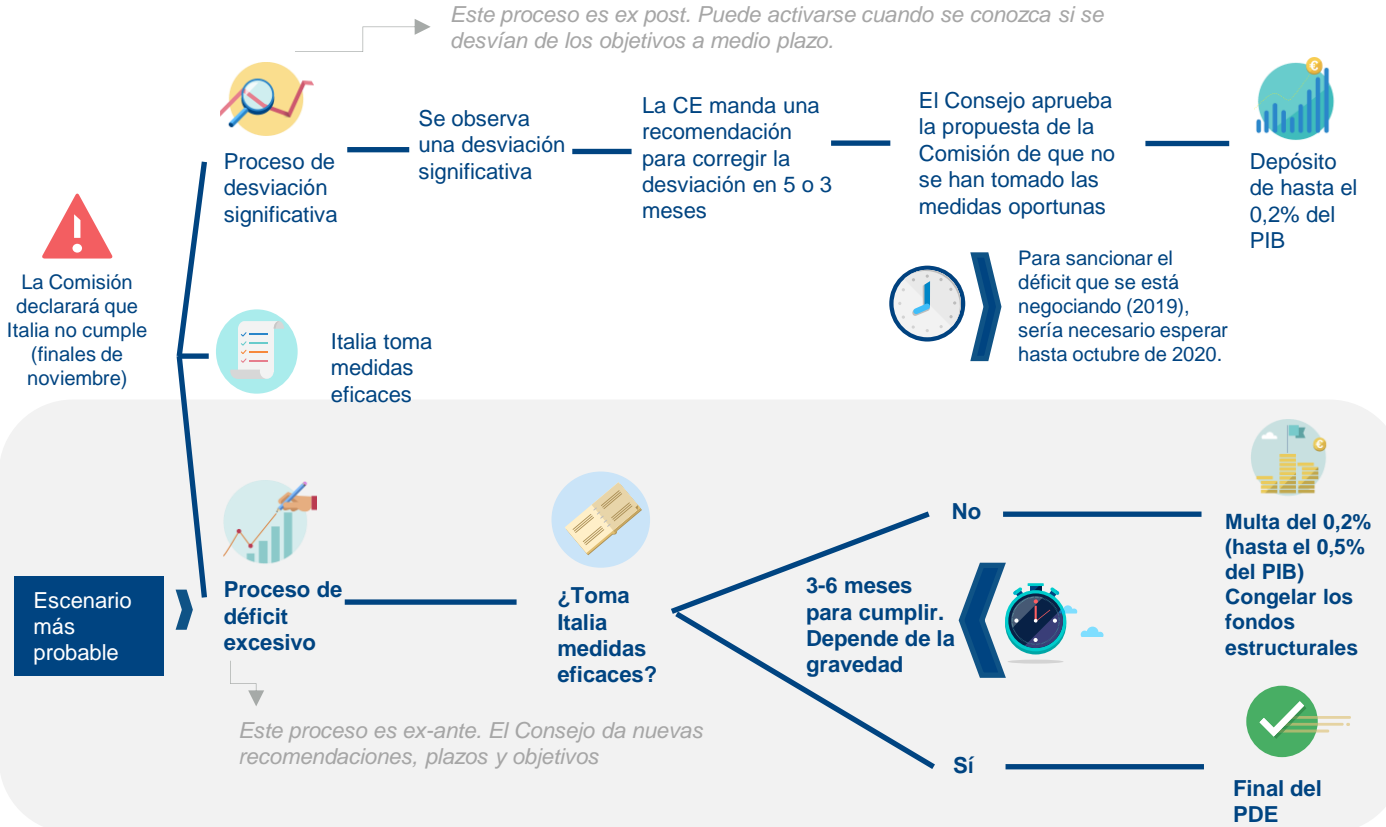 Este proceso es ex post. Puede activarse cuando se conozca si se
desvían de los objetivos a medio plazo.
Proceso de
desviación
significativa
Se observa
una desviación
significativa
La CE manda una
recomendación
para corregir la
desviación en 5 o 3
meses
El Consejo aprueba
la propuesta de la
Comisión de que no
se han tomado las
medidas oportunas
Depósito
de hasta el
0,2% del
PIB
La Comisión
declarará que
Italia no cumple
(finales de
noviembre)
Para sancionar el
déficit que se está
negociando (2019),
sería necesario esperar
hasta octubre de 2020.
Italia toma
medidas
eficaces
Escenario
más
probable
Proceso de
déficit
excesivo
¿Toma
Italia
medidas
eficaces?
No
3-6 meses
para cumplir.
Depende de la
gravedad
Multa del 0,2%
(hasta el 0,5%
del PIB)
Congelar los
fondos
estructurales
Este proceso es ex-ante. El Consejo da nuevas
recomendaciones, plazos y objetivos
Sí
Final del
PDE